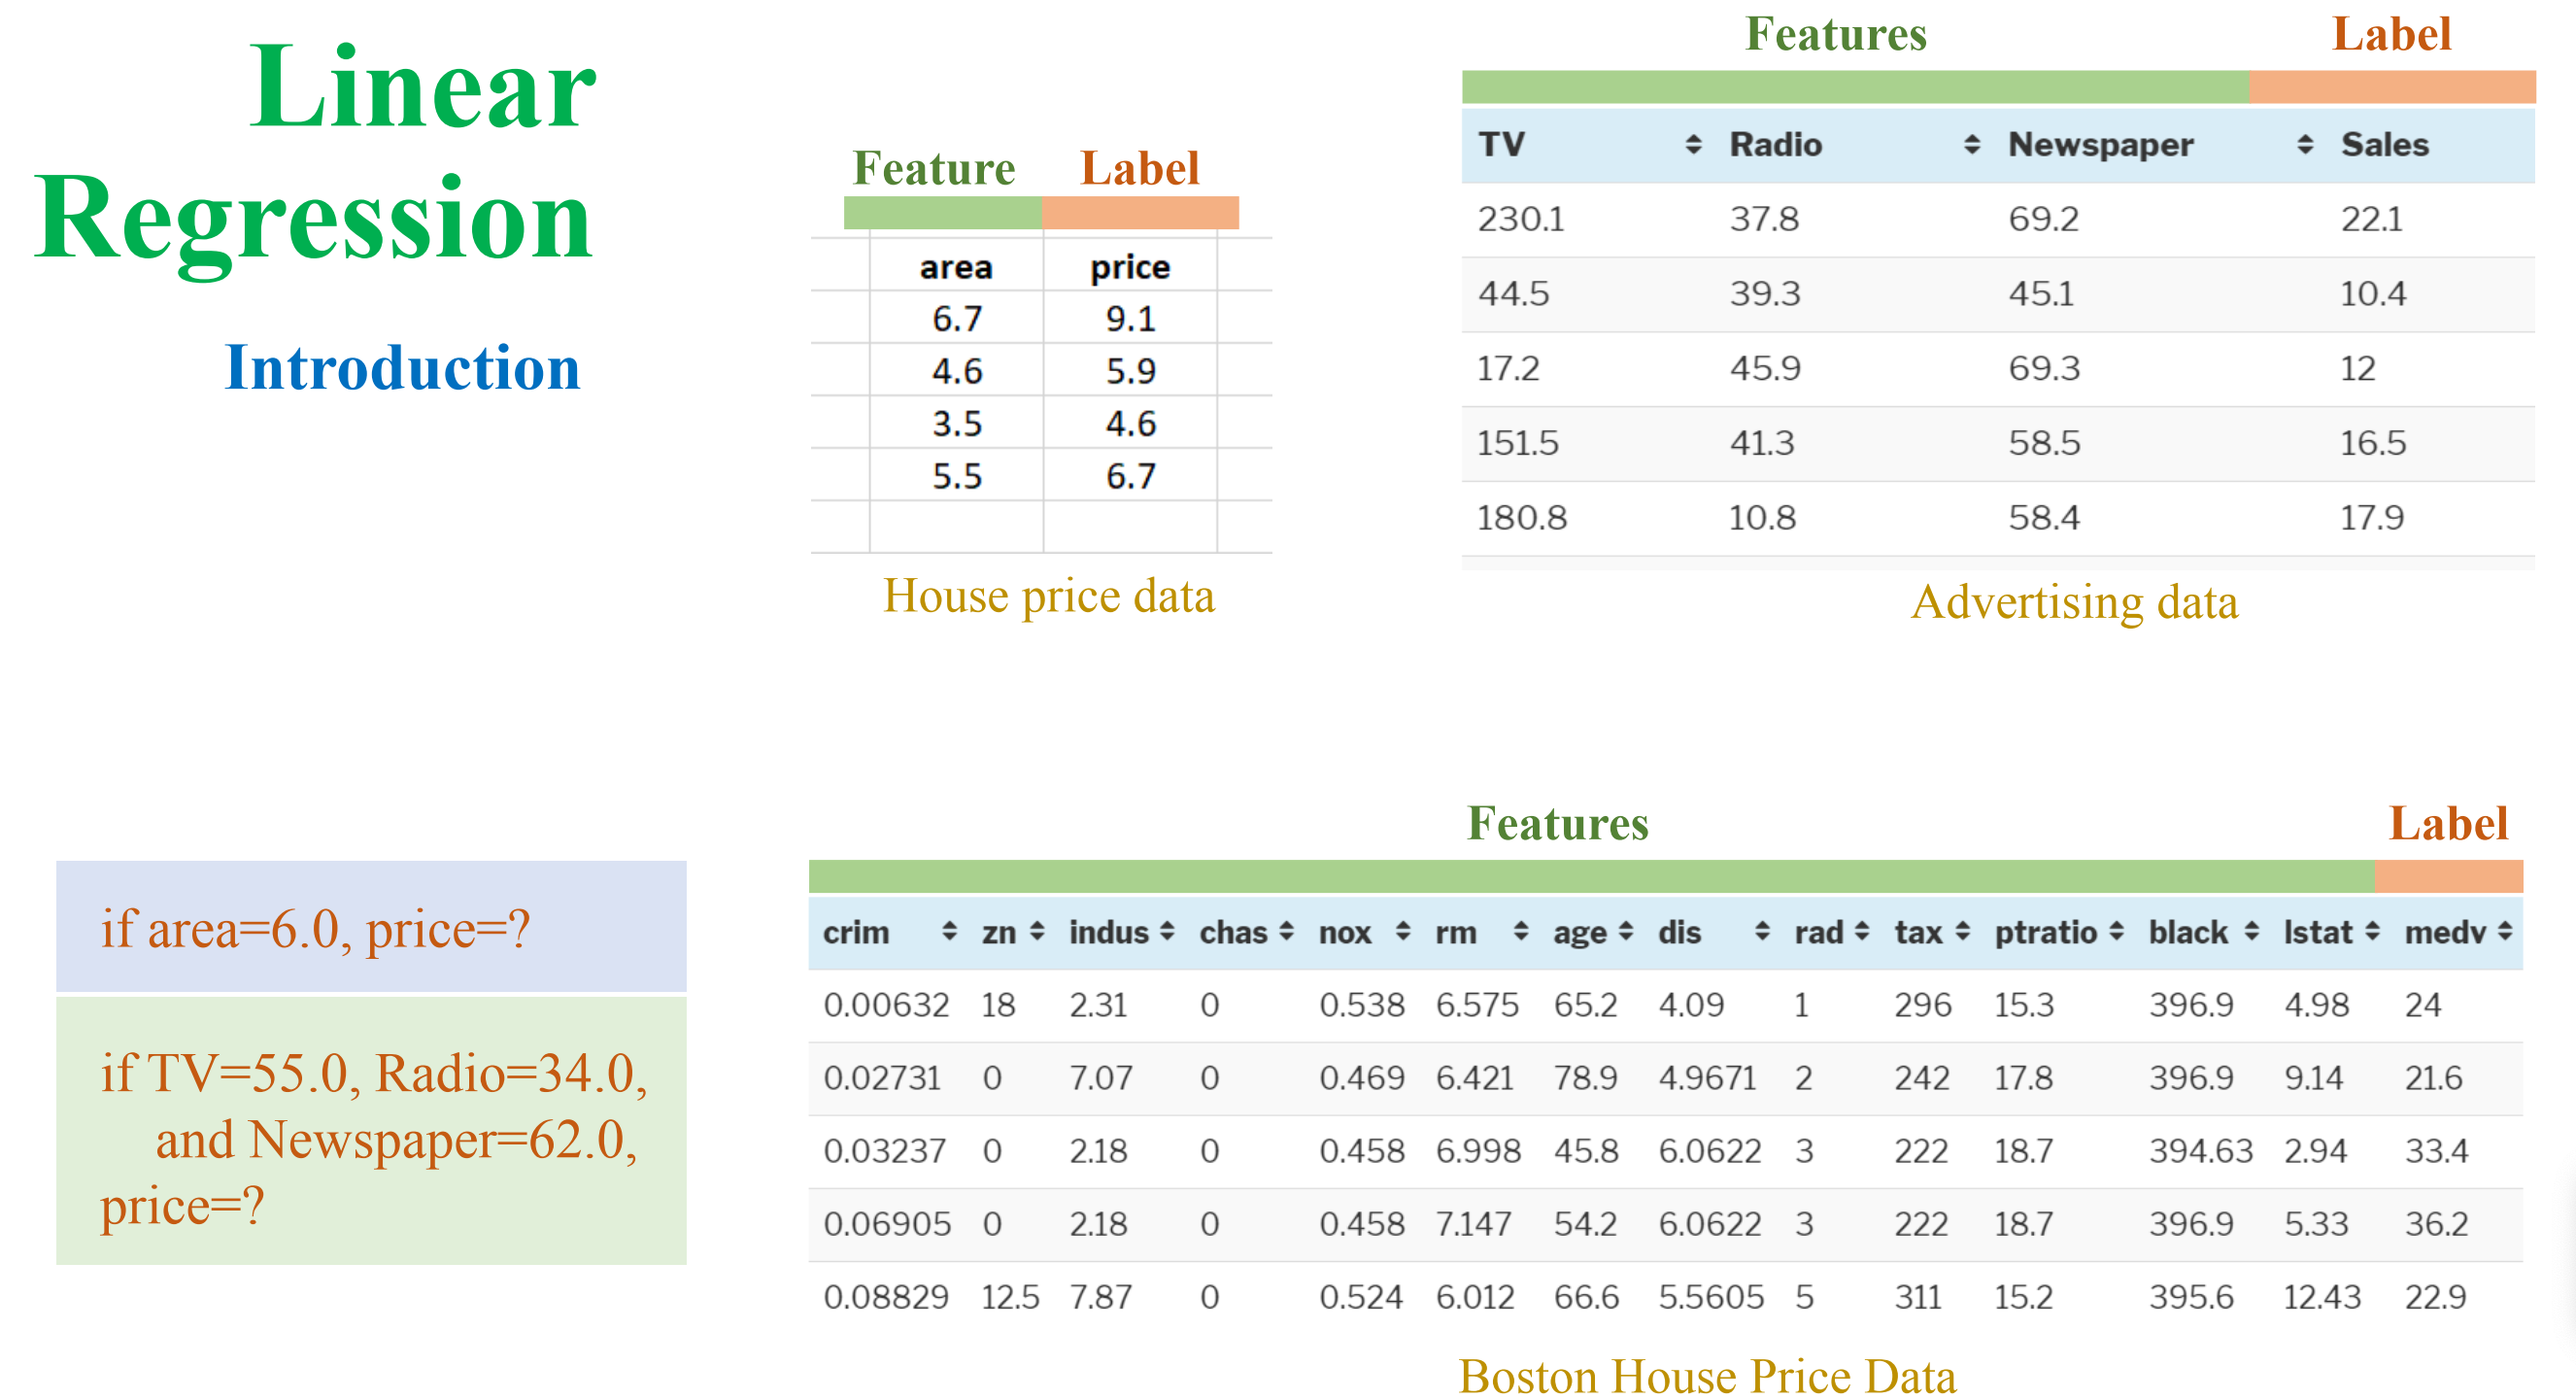 Linear
Regression
Introduction
Feature Label
area price
6.7 9.1
4.6 5.9
3.5 4.6
5.5 6.7
House price data
Features Label
TV Radio Newspaper Sales
230.1 37.8 69.2 22.1
44.5 39.3 45.1 10.4
17.2 45.9 69.3 12
151.5 41.3 58.5 16.5
180.8 10.8 58.4 17.9
Advertising data
if area=6.0, price=?
if TV=55.0, Radio=34.0,
and Newspaper=62.0,
price=?
Features Label
crim zn indus chas nox rm age dis rad tax ptratio black lstat medv
0.00632 18 2.31 0 0.538 6.575 65.2 4.09 1 296 15.3 396.9 4.98 24
0.02731 0 7.07 0 0.469 6.421 78.9 4.9671 2 242 17.8 396.9 9.14 21.6
0.03237 0 2.18 0 0.458 6.998 45.8 6.0622 3 222 18.7 394.63 2.94 33.4
0.06905 0 2.18 0 0.458 7.147 54.2 6.0622 3 222 18.7 396.9 5.33 36.2
0.08829 12.5 7.87 0 0.524 6.012 66.6 5.5605 5 311 15.2 395.6 12.43 22.9
Boston House Price Data